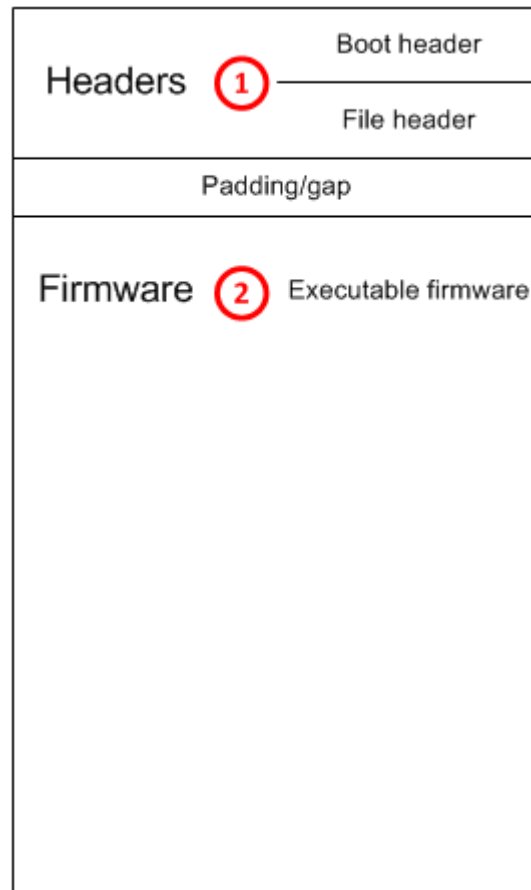 Boot header
Headers 1
File header
Padding/gap
Firmware 2 Executable firmware